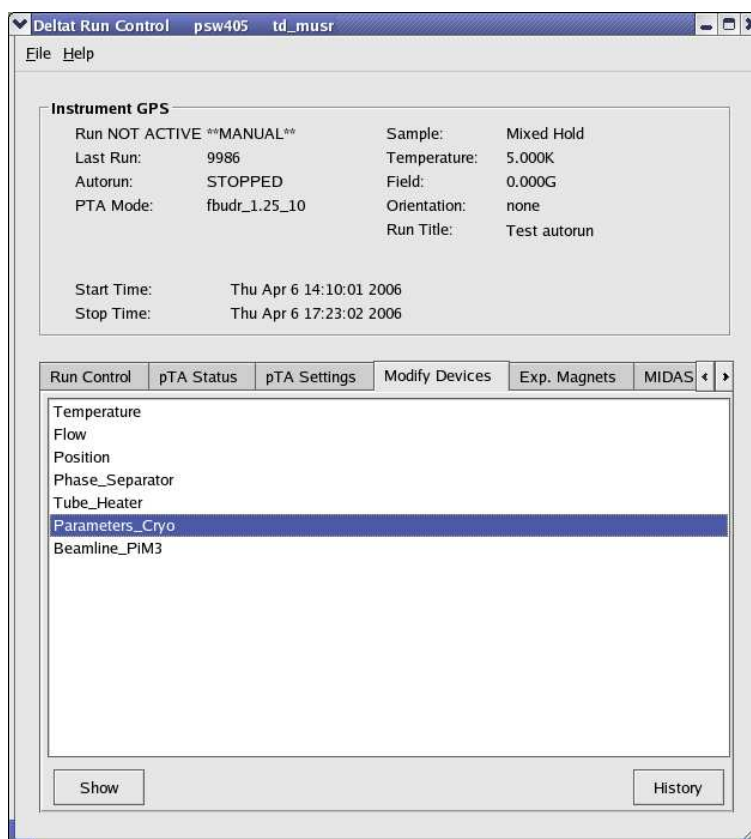 Deltat Run Control psw405 td_musr
File Help
Instrument GPS
Run NOT ACTIVE **MANUAL** Sample: Mixed Hold
Last Run: 9986 Temperature: 5.000K
Autorun: STOPPED Field: 0.000G
PTA Mode: fbudr_1.25_10 Orientation: none
Run Title: Test autorun
Start Time: Thu Apr 6 14:10:01 2006
Stop Time: Thu Apr 6 17:23:02 2006
Run Control pTA Status pTA Settings Modify Devices Exp. Magnets MIDAS
Temperature
Flow
Position
Phase_Separator
Tube_Heater
Parameters_Cryo
Beamline_PiM3
Show History